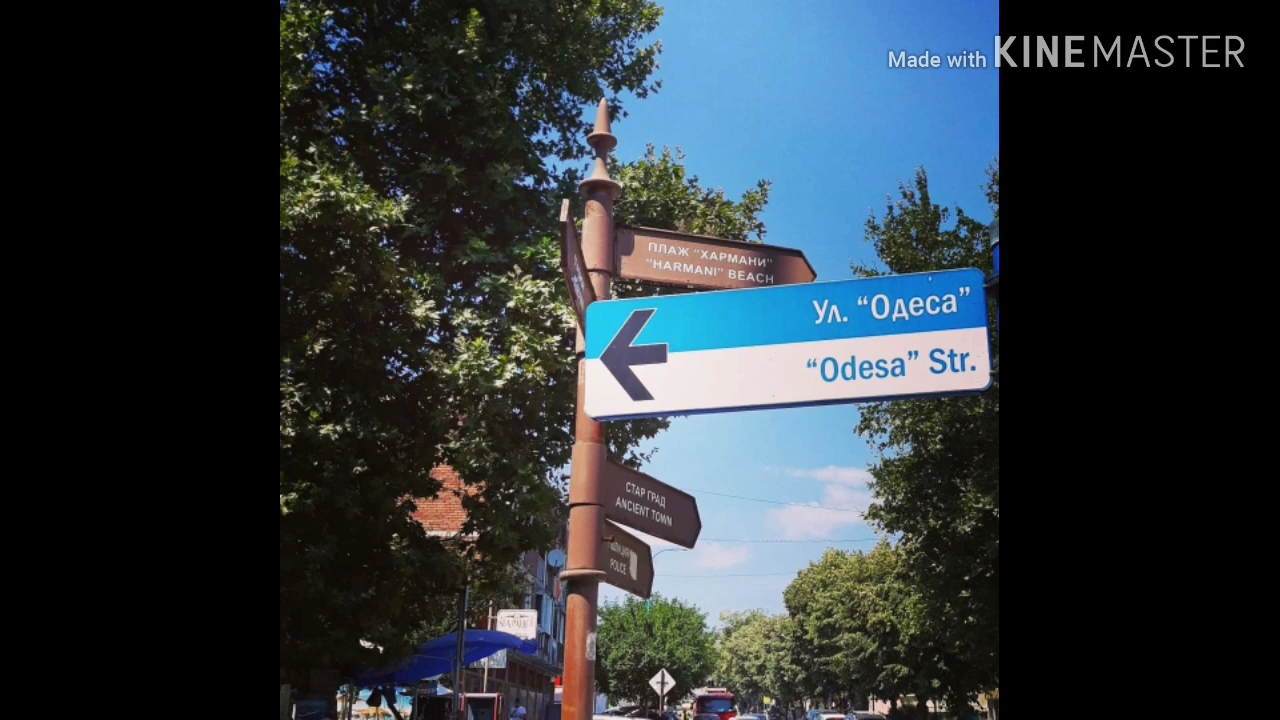 Made with KINEMASTER
ПЛАЖ "ХАРМАНИ"
"HARMANI" BEACH
Ул. “Одеса”
“Odesa” Str.
СТАР ГРАД
ANCIENT TOWN
POLICE